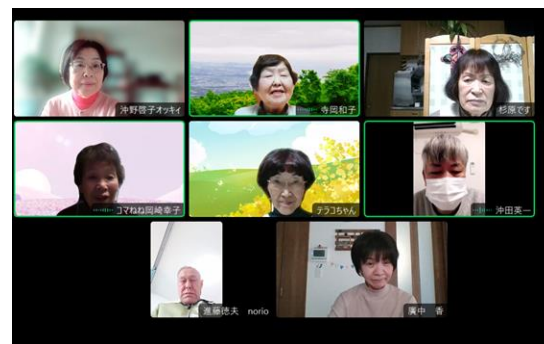 沖野啓子オッキイ
寺岡和子
杉原です
コマねね岡崎幸子
テラコちゃん
沖田英一
進藤徳夫 norio
廣中 香